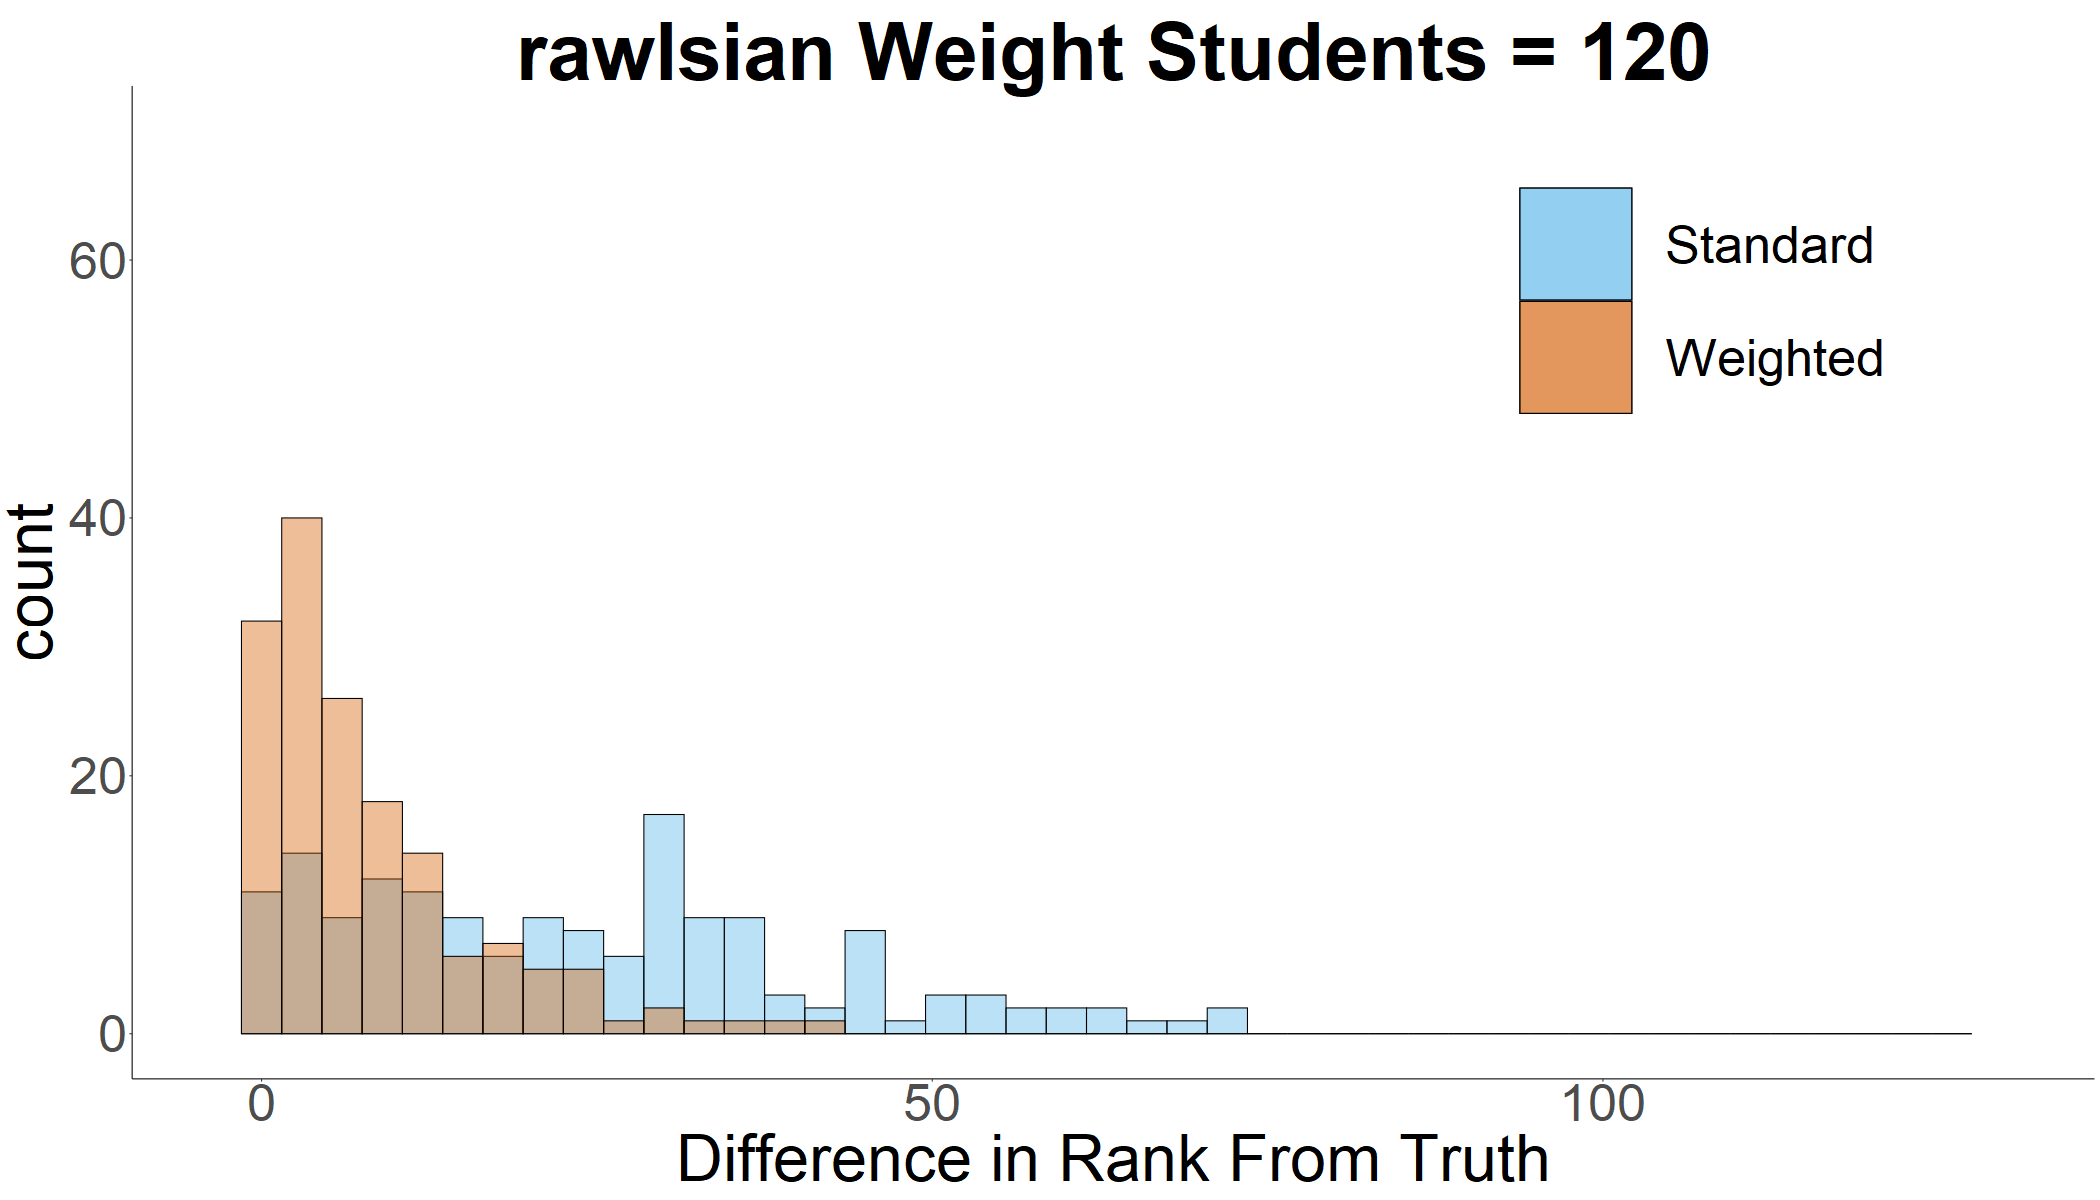 rawlsian Weight Students = 120
Standard
Weighted
count
60
40
20
0
0 50 100
Difference in Rank From Truth